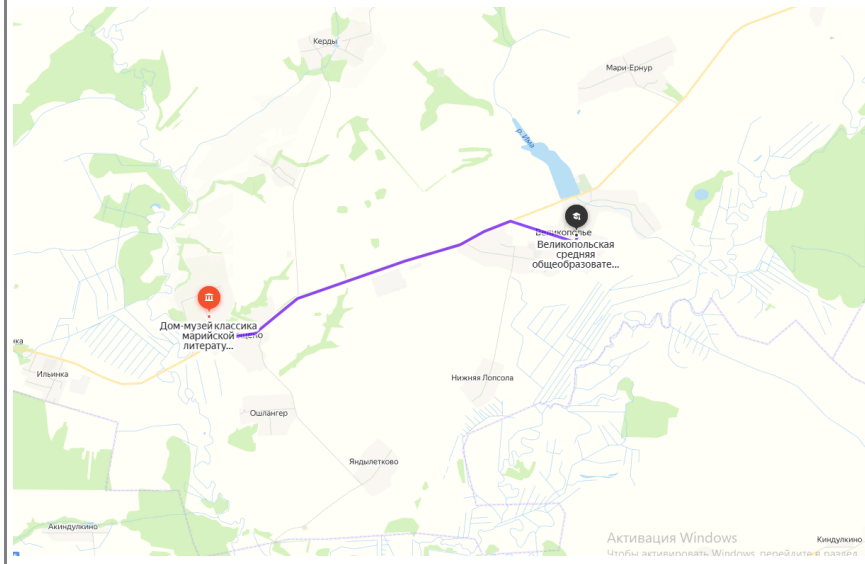 Керды
Мари-Ернур
р. Ийка
Великополье
Великопольская
средняя
общеобразовате...
Дом-музей классика
марийской
литерату...
Ильинка
Нижняя Лопсола
Ошлангер
Яндылетково
Акиндулкино
Активация Windows
Чтобы активировать Windows, перейдите в раздел
Киндулкино